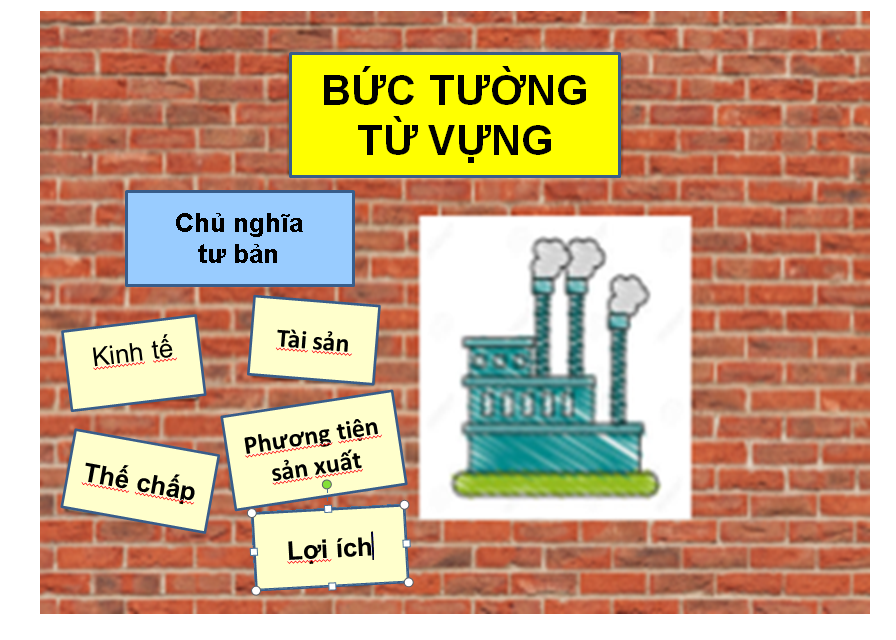 BỨC TƯỜNG
TỪ VỰNG
Chủ nghĩa
tư bản
Kinh tế
Tài sản
Phương tiện
sản xuất
Thế chấp
Lợi ích